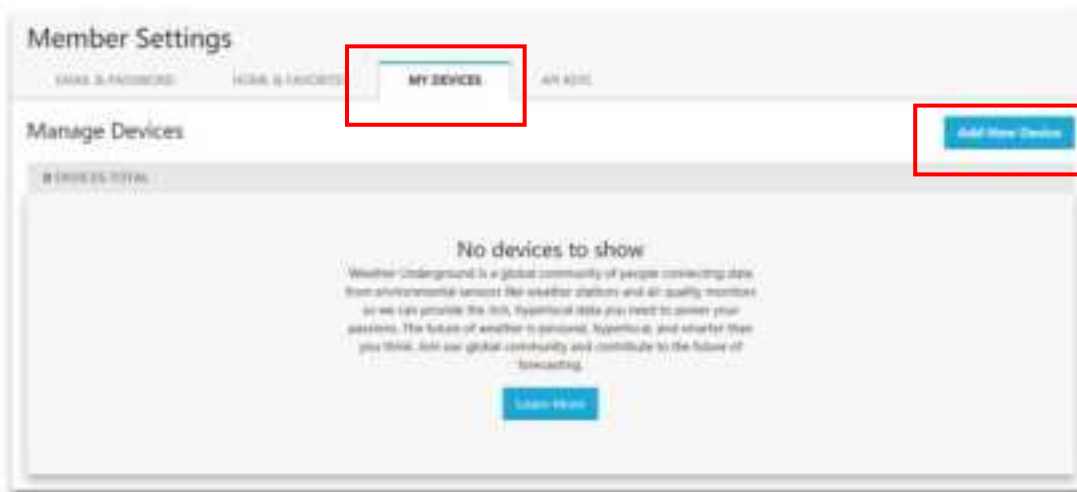 Member Settings
EMAIL & PASSWORD HOME & FAVORITES MY DEVICES API KEYS
Manage Devices
Add New Device
0 DEVICES TOTAL
No devices to show
Weather Underground is a global community of people connecting data
from environmental sensors like weather stations and air quality monitors
so we can provide the rich, hyperlocal data you need to power your
passions. The future of weather is personal, hyperlocal, and smarter than
you think. Join our global community and contribute to the future of
forecasting.
Learn More